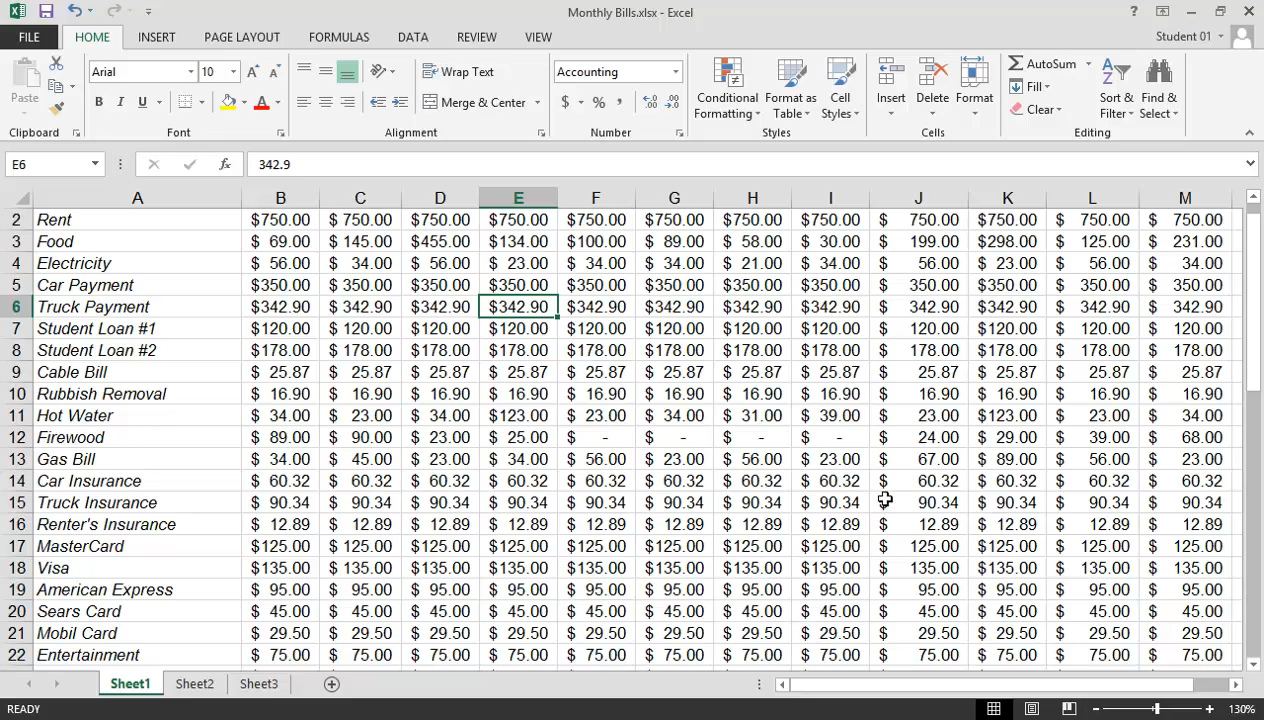 Monthly Bills.xlsx - Excel
?
FILE HOME INSERT PAGE LAYOUT FORMULAS DATA REVIEW VIEW Student 01
Paste
Clipboard
Arial 10
B I U
Font
Wrap Text
Merge & Center
Alignment
Accounting
$ % ,
Number
Conditional Formatting
Format as Table
Cell Styles
Styles
Insert Delete Format
Cells
AutoSum
Fill
Clear
Sort & Filter
Find & Select
Editing
E6 fx 342.9
A B C D E F G H I J K L M
2 Rent $750.00 $ 750.00 $750.00 $750.00 $750.00 $750.00 $750.00 $750.00 $ 750.00 $750.00 $ 750.00 $ 750.00
3 Food $ 69.00 $ 145.00 $455.00 $134.00 $100.00 $ 89.00 $ 58.00 $ 30.00 $ 199.00 $298.00 $ 125.00 $ 231.00
4 Electricity $ 56.00 $ 34.00 $ 56.00 $ 23.00 $ 34.00 $ 34.00 $ 21.00 $ 34.00 $ 56.00 $ 23.00 $ 56.00 $ 34.00
5 Car Payment $350.00 $ 350.00 $350.00 $350.00 $350.00 $350.00 $350.00 $350.00 $ 350.00 $350.00 $ 350.00 $ 350.00
6 Truck Payment $342.90 $ 342.90 $342.90 $342.90 $342.90 $342.90 $342.90 $342.90 $ 342.90 $342.90 $ 342.90 $ 342.90
7 Student Loan #1 $120.00 $ 120.00 $120.00 $120.00 $120.00 $120.00 $120.00 $120.00 $ 120.00 $120.00 $ 120.00 $ 120.00
8 Student Loan #2 $178.00 $ 178.00 $178.00 $178.00 $178.00 $178.00 $178.00 $178.00 $ 178.00 $178.00 $ 178.00 $ 178.00
9 Cable Bill $ 25.87 $ 25.87 $ 25.87 $ 25.87 $ 25.87 $ 25.87 $ 25.87 $ 25.87 $ 25.87 $ 25.87 $ 25.87 $ 25.87
10 Rubbish Removal $ 16.90 $ 16.90 $ 16.90 $ 16.90 $ 16.90 $ 16.90 $ 16.90 $ 16.90 $ 16.90 $ 16.90 $ 16.90 $ 16.90
11 Hot Water $ 34.00 $ 23.00 $ 34.00 $123.00 $ 23.00 $ 34.00 $ 31.00 $ 39.00 $ 23.00 $123.00 $ 23.00 $ 34.00
12 Firewood $ 89.00 $ 90.00 $ 23.00 $ 25.00 $ - $ - $ - $ - $ 24.00 $ 29.00 $ 39.00 $ 68.00
13 Gas Bill $ 34.00 $ 45.00 $ 23.00 $ 34.00 $ 56.00 $ 23.00 $ 56.00 $ 23.00 $ 67.00 $ 89.00 $ 56.00 $ 23.00
14 Car Insurance $ 60.32 $ 60.32 $ 60.32 $ 60.32 $ 60.32 $ 60.32 $ 60.32 $ 60.32 $ 60.32 $ 60.32 $ 60.32 $ 60.32
15 Truck Insurance $ 90.34 $ 90.34 $ 90.34 $ 90.34 $ 90.34 $ 90.34 $ 90.34 $ 90.34 $ 90.34 $ 90.34 $ 90.34 $ 90.34
16 Renter's Insurance $ 12.89 $ 12.89 $ 12.89 $ 12.89 $ 12.89 $ 12.89 $ 12.89 $ 12.89 $ 12.89 $ 12.89 $ 12.89 $ 12.89
17 MasterCard $125.00 $ 125.00 $125.00 $125.00 $125.00 $125.00 $125.00 $125.00 $ 125.00 $125.00 $ 125.00 $ 125.00
18 Visa $135.00 $ 135.00 $135.00 $135.00 $135.00 $135.00 $135.00 $135.00 $ 135.00 $135.00 $ 135.00 $ 135.00
19 American Express $ 95.00 $ 95.00 $ 95.00 $ 95.00 $ 95.00 $ 95.00 $ 95.00 $ 95.00 $ 95.00 $ 95.00 $ 95.00 $ 95.00
20 Sears Card $ 45.00 $ 45.00 $ 45.00 $ 45.00 $ 45.00 $ 45.00 $ 45.00 $ 45.00 $ 45.00 $ 45.00 $ 45.00 $ 45.00
21 Mobil Card $ 29.50 $ 29.50 $ 29.50 $ 29.50 $ 29.50 $ 29.50 $ 29.50 $ 29.50 $ 29.50 $ 29.50 $ 29.50 $ 29.50
22 Entertainment $ 75.00 $ 75.00 $ 75.00 $ 75.00 $ 75.00 $ 75.00 $ 75.00 $ 75.00 $ 75.00 $ 75.00 $ 75.00 $ 75.00
Sheet1 Sheet2 Sheet3
READY 130%